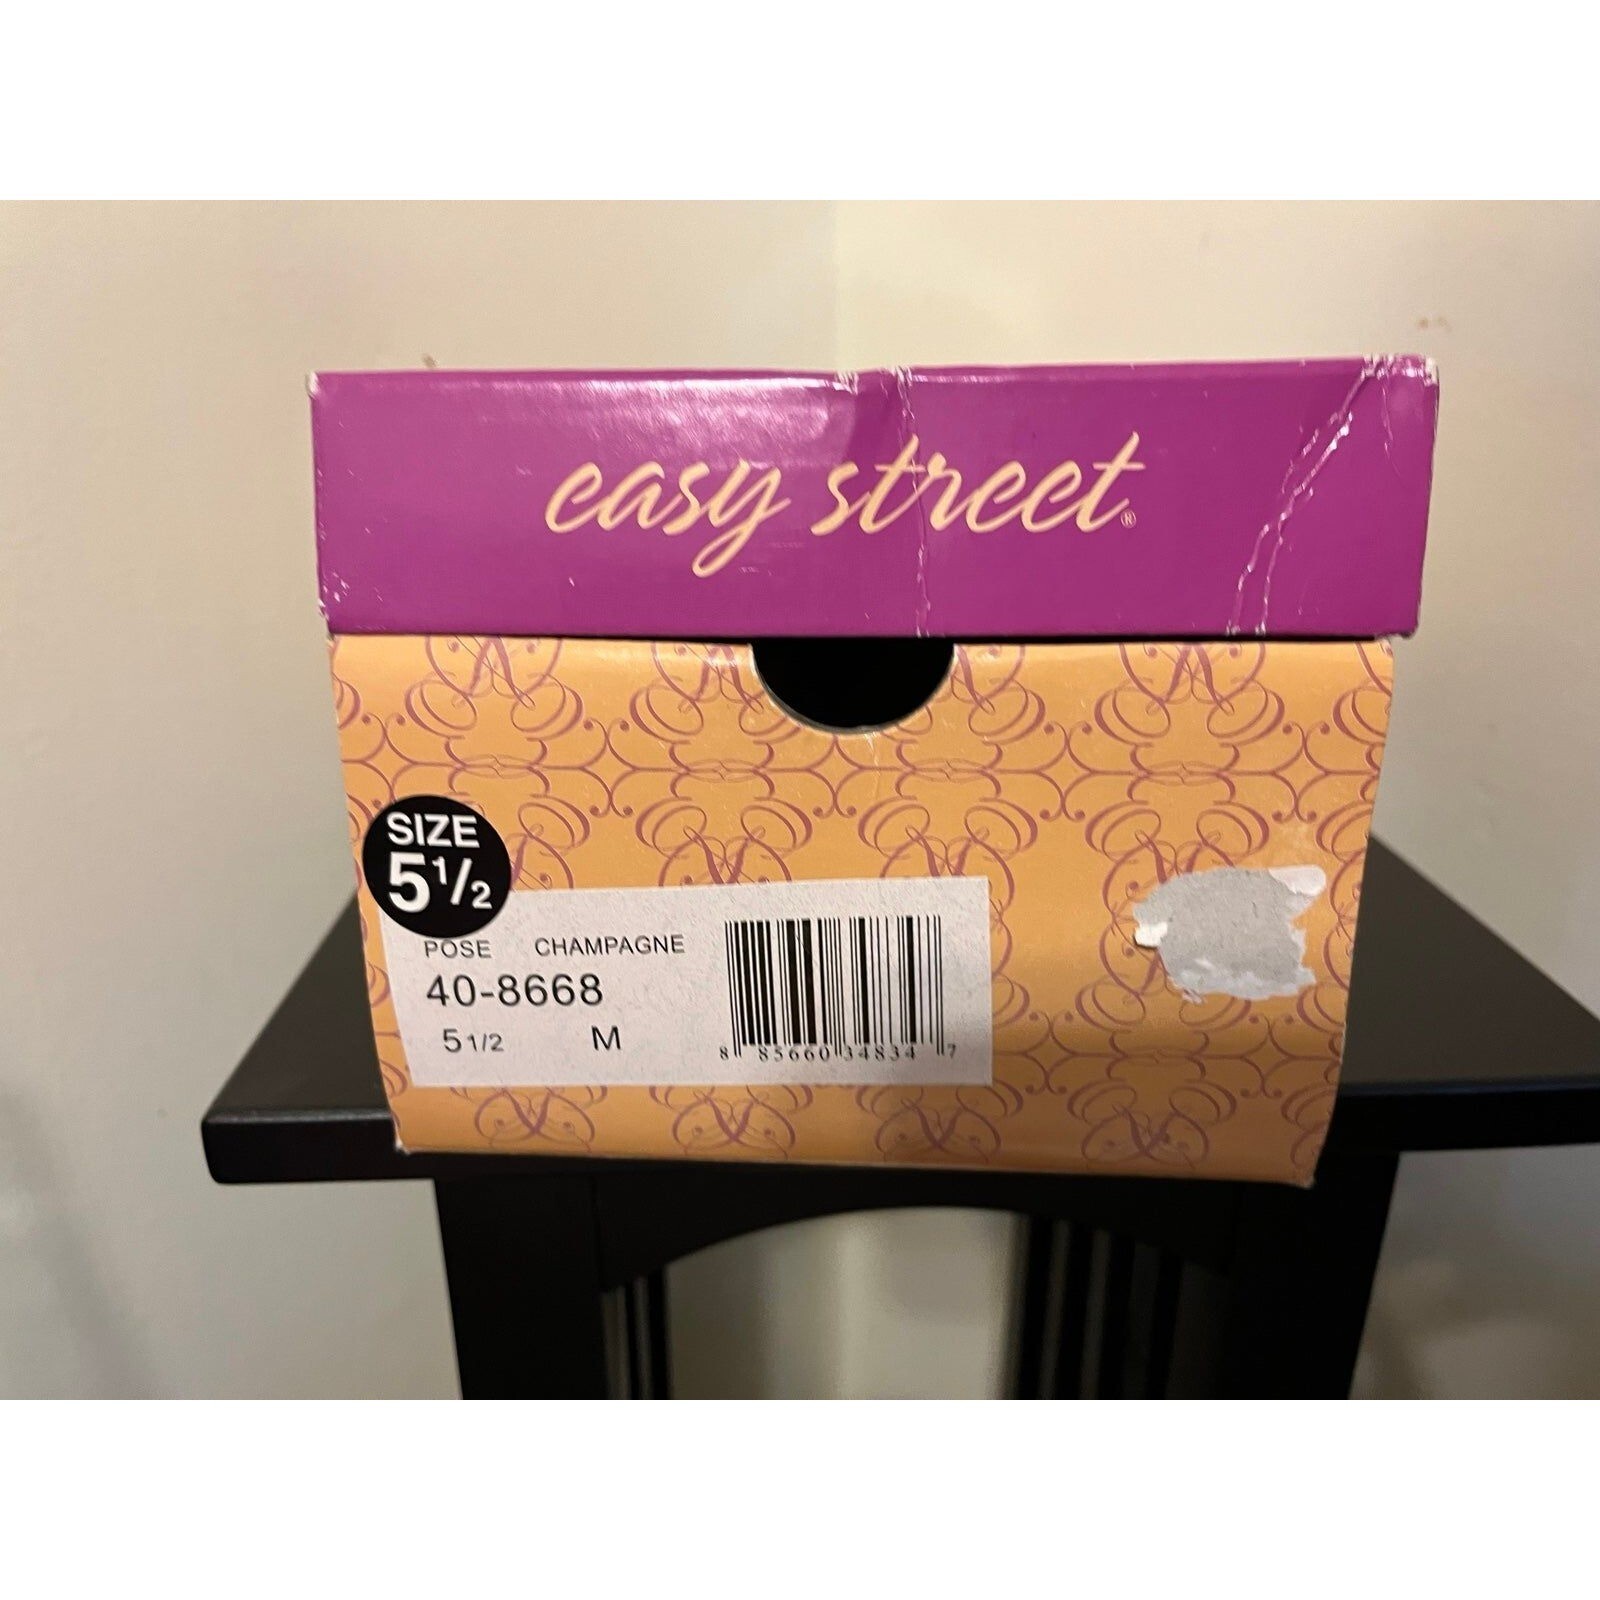 easy street®
SIZE
5 1/2
POSE CHAMPAGNE
40-8668
5 1/2 M
8 85660 34834 7